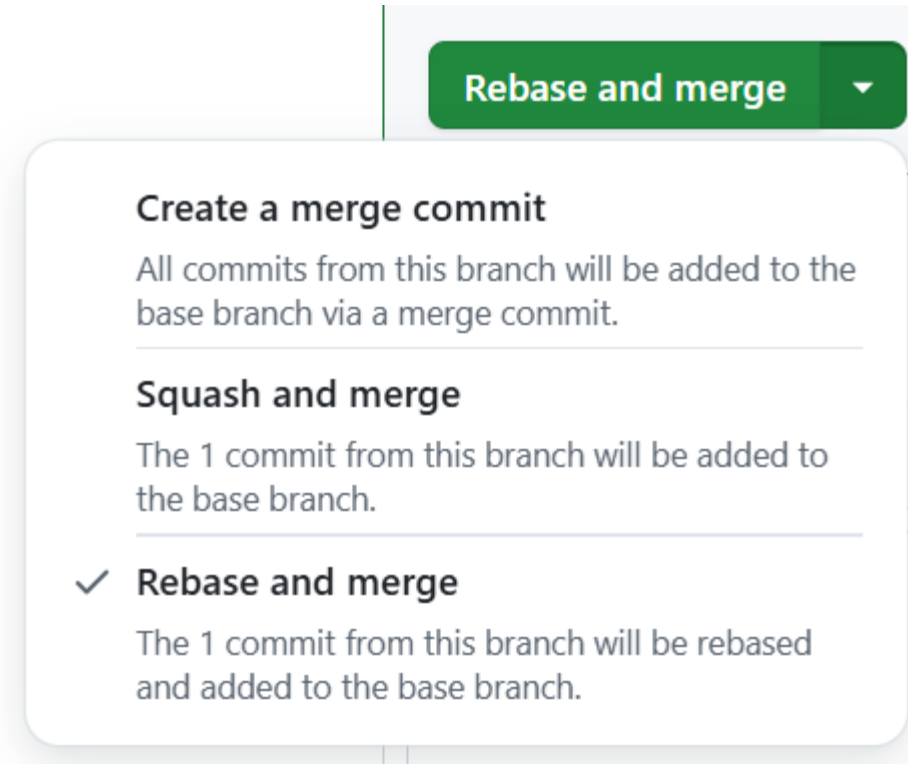 Rebase and merge
Create a merge commit
All commits from this branch will be added to the
base branch via a merge commit.
Squash and merge
The 1 commit from this branch will be added to
the base branch.
Rebase and merge
The 1 commit from this branch will be rebased
and added to the base branch.